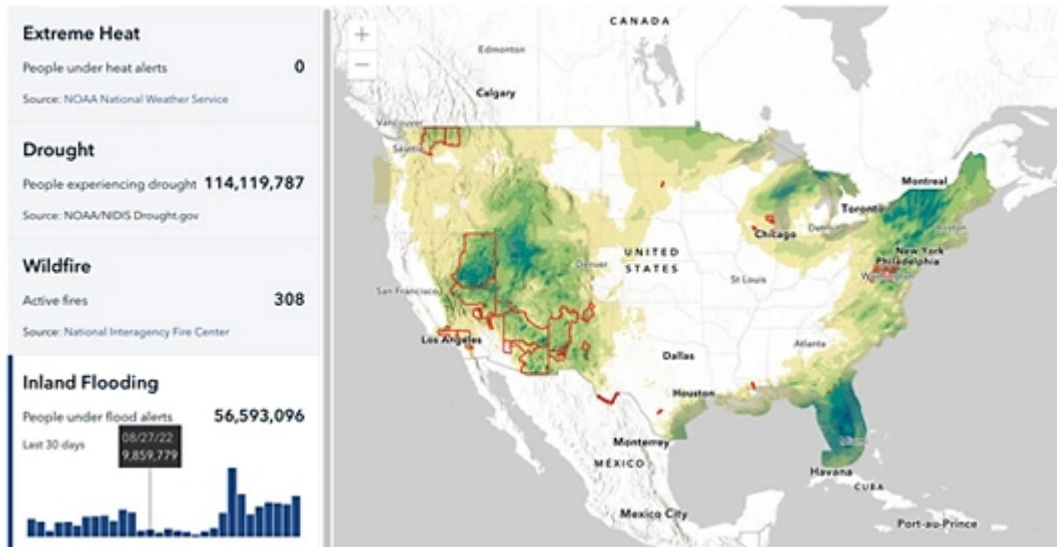 Extreme Heat
People under heat alerts 0
Source: NOAA National Weather Service
Drought
People experiencing drought 114,119,787
Source: NOAA/NIDIS Drought.gov
Wildfire
Active fires 308
Source: National Interagency Fire Center
Inland Flooding
People under flood alerts 56,593,096
Last 30 days
08/27/22
9,859,779
+
−
CANADA
Edmonton
Calgary
Vancouver
Seattle
Montreal
Toronto
Boston
Chicago
Detroit
New York
Philadelphia
Washington
UNITED
STATES
Denver
St Louis
San Francisco
Los Angeles
Atlanta
Dallas
Houston
Miami
Monterrey
MÉXICO
Havana
CUBA
Mexico City
Port-au-Prince